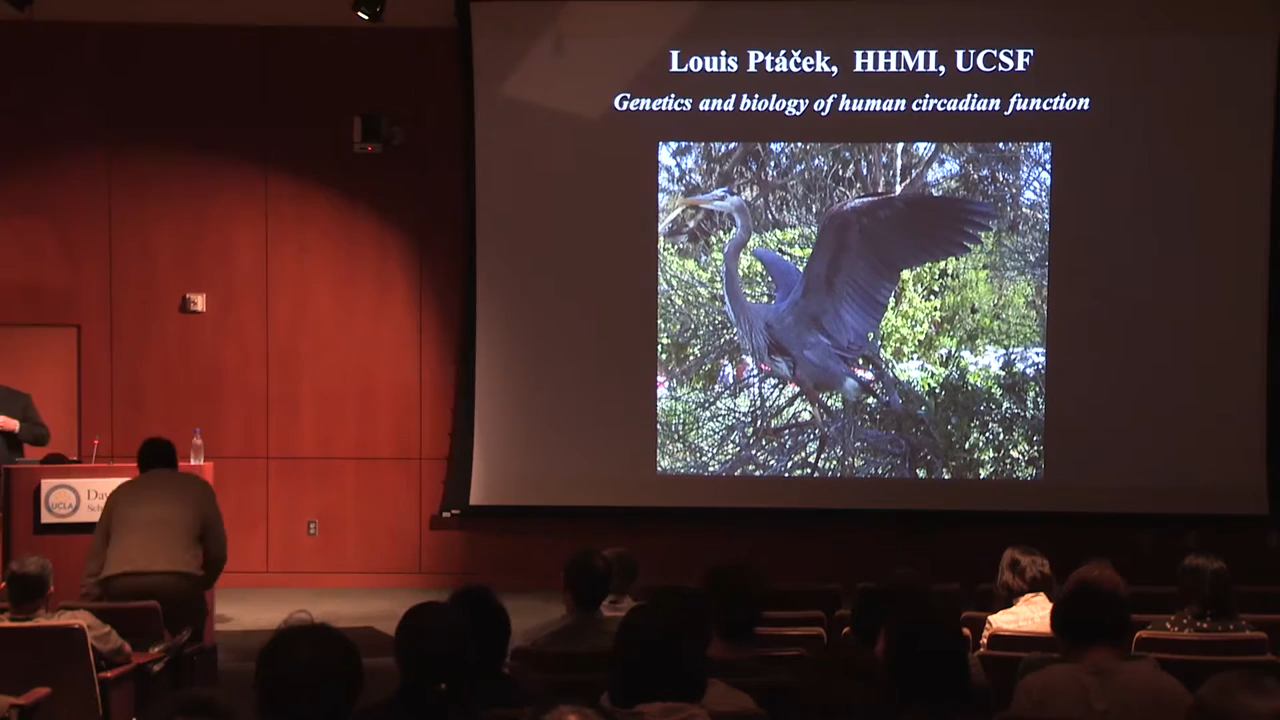 Louis Ptáček, HHMI, UCSF
Genetics and biology of human circadian function
UCLA